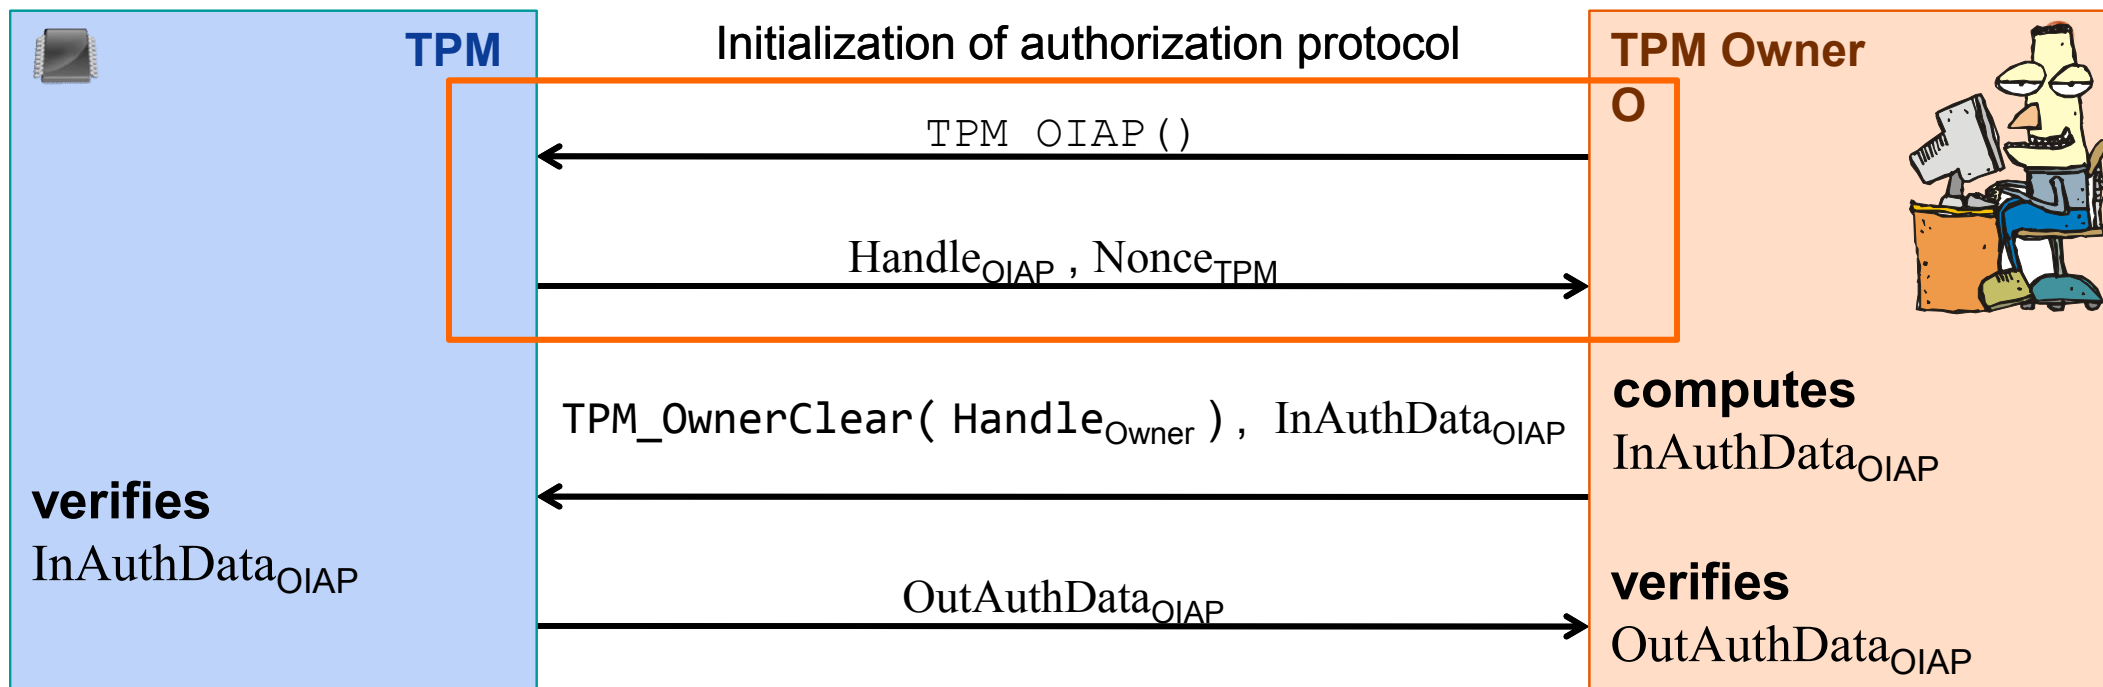 TPM
Initialization of authorization protocol
TPM Owner
O
TPM OIAP()
HandleOIAP , NonceTPM
TPM_OwnerClear( HandleOwner ), InAuthDataOIAP
computes
InAuthDataOIAP
verifies
InAuthDataOIAP
OutAuthDataOIAP
verifies
OutAuthDataOIAP